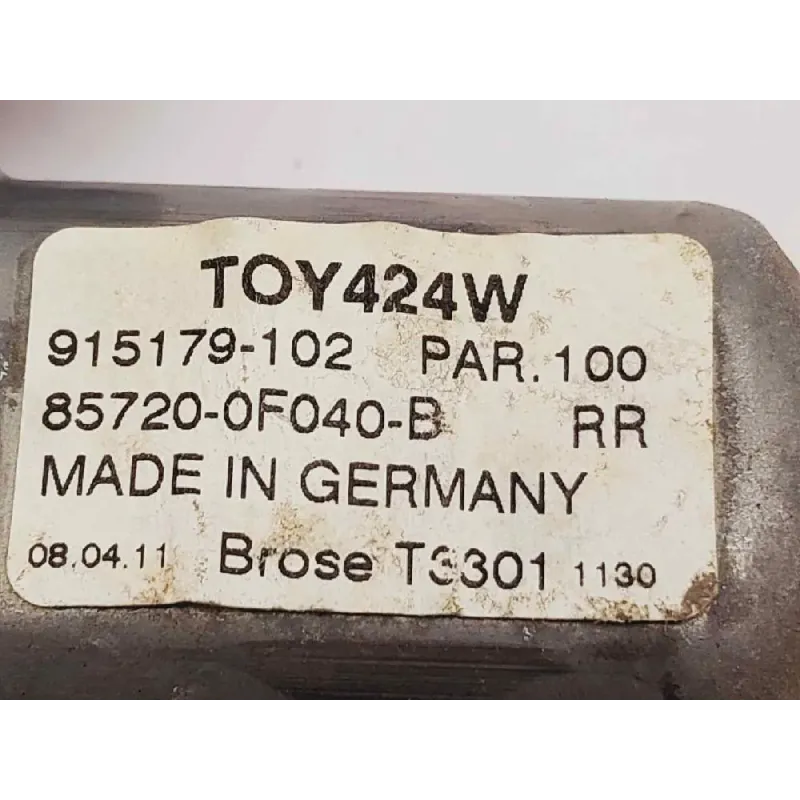 TOY424W
915179-102 PAR.100
85720-0F040-B RR
MADE IN GERMANY
08.04.11 Brose T3301 1130